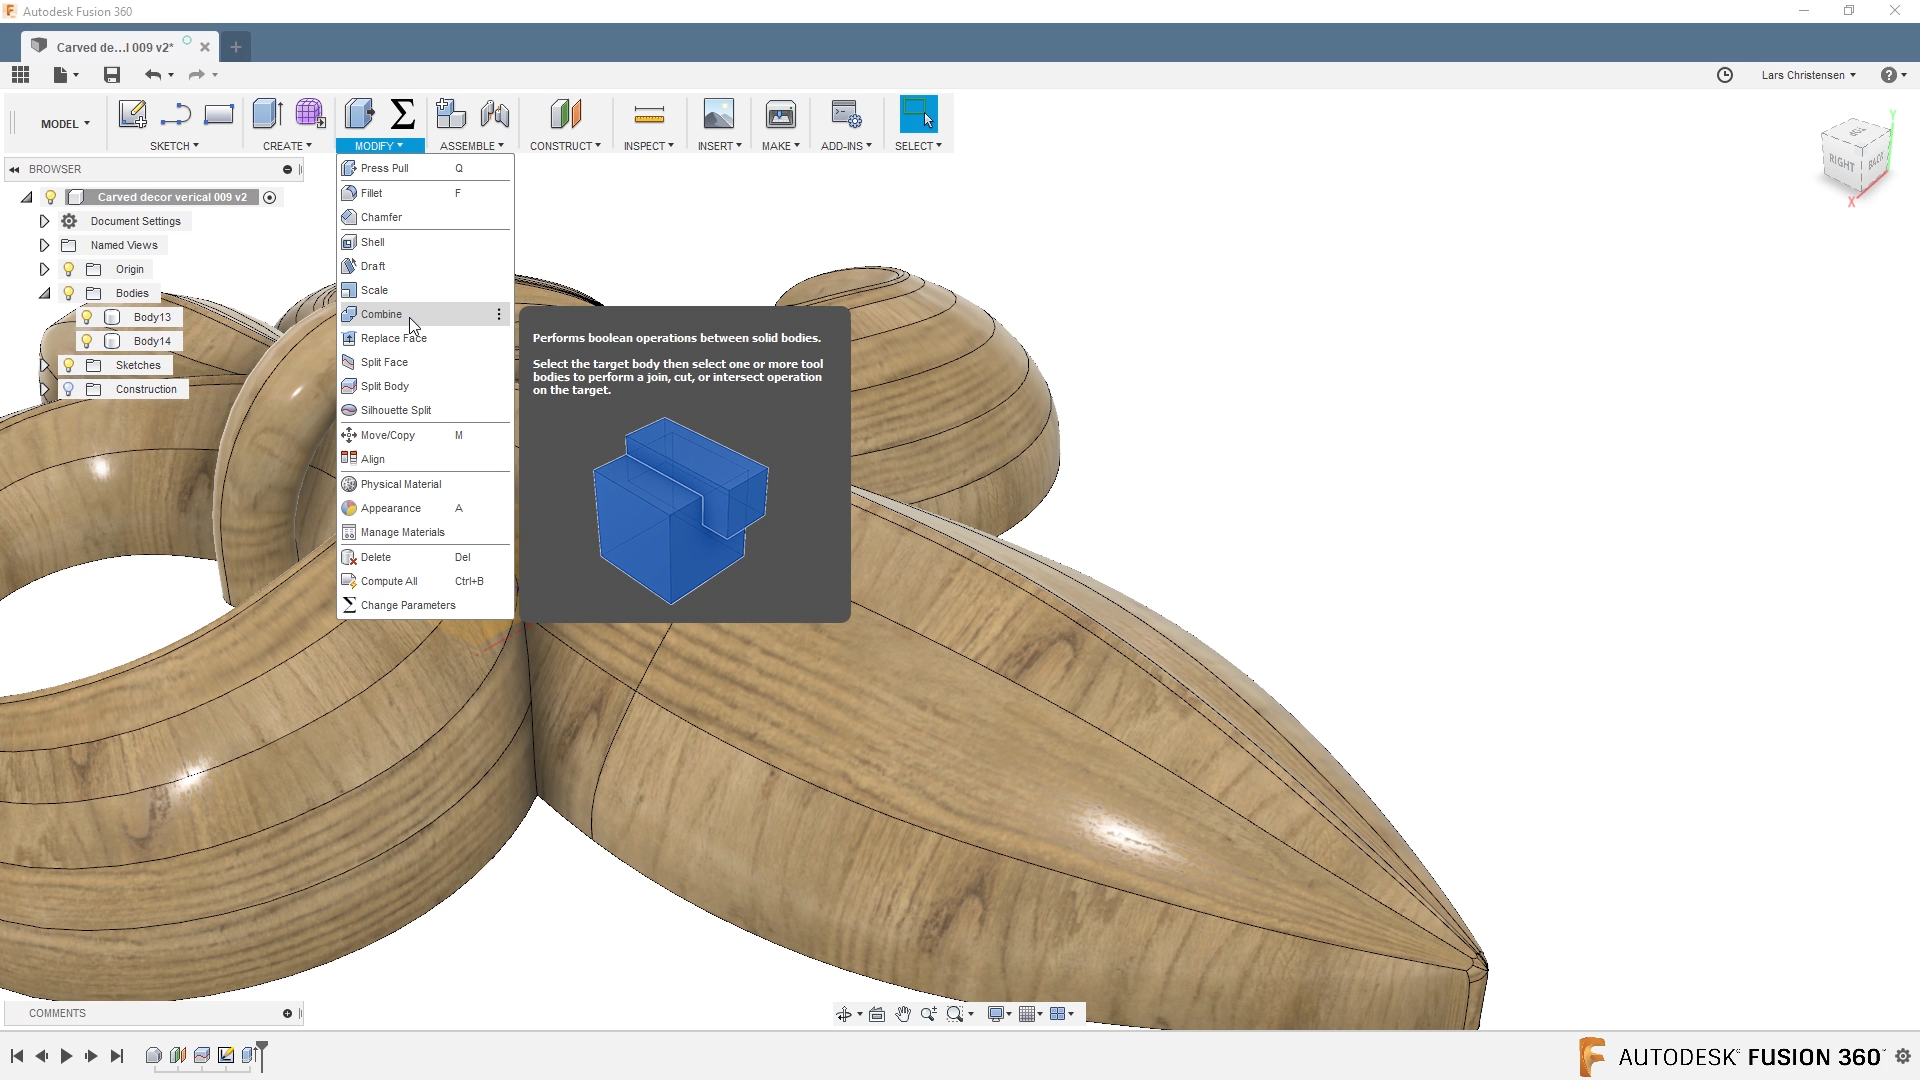 Autodesk Fusion 360
Carved de...l 009 v2*
Lars Christensen
MODEL
SKETCH
CREATE
MODIFY
ASSEMBLE
CONSTRUCT
INSPECT
INSERT
MAKE
ADD-INS
SELECT
BROWSER
Carved decor verical 009 v2
Document Settings
Named Views
Origin
Bodies
Body13
Body14
Sketches
Construction
Press Pull Q
Fillet F
Chamfer
Shell
Draft
Scale
Combine
Replace Face
Split Face
Split Body
Silhouette Split
Move/Copy M
Align
Physical Material
Appearance A
Manage Materials
Delete Del
Compute All Ctrl+B
Change Parameters
Performs boolean operations between solid bodies.
Select the target body then select one or more tool
bodies to perform a join, cut, or intersect operation
on the target.
TOP
RIGHT
BACK
Y
X
COMMENTS
AUTODESK FUSION 360